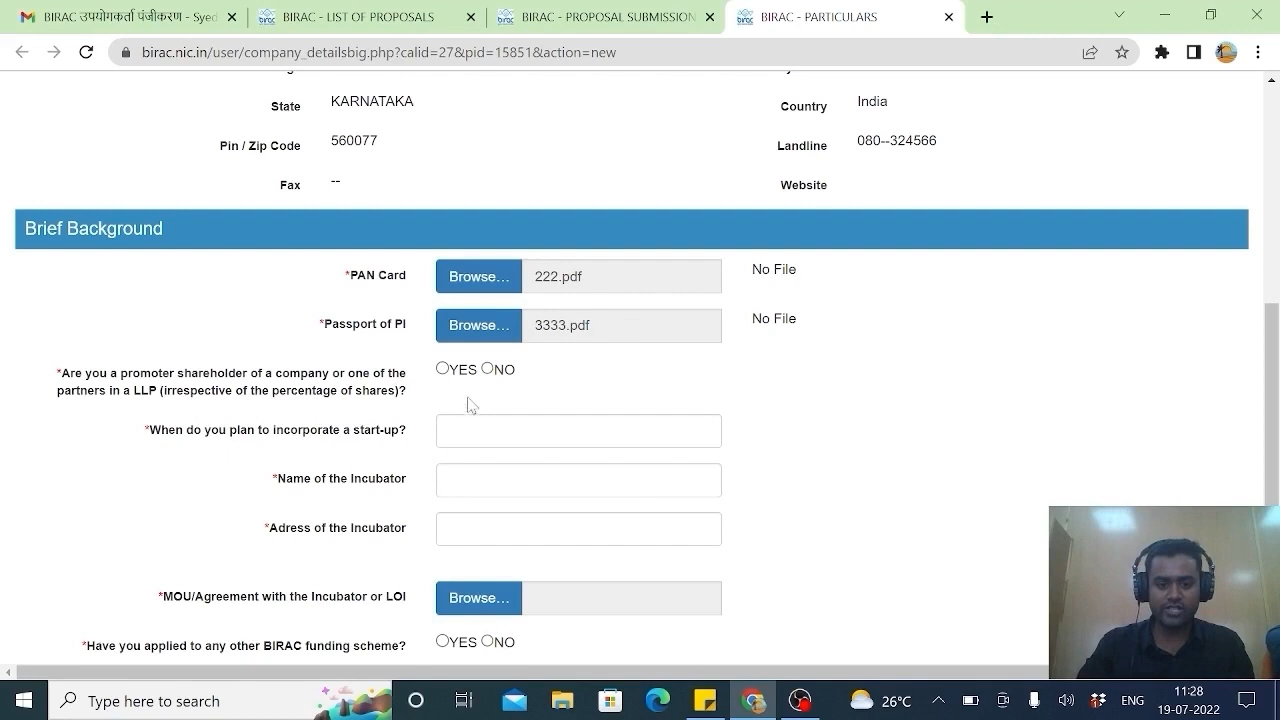 BIRAC उपयोगकर्ता पंजीकरण - Syed
BIRAC - LIST OF PROPOSALS
BIRAC - PROPOSAL SUBMISSION
BIRAC - PARTICULARS
birac.nic.in/user/company_detailsbig.php?calid=27&pid=15851&action=new
State KARNATAKA Country India
Pin / Zip Code 560077 Landline 080--324566
Fax -- Website
Brief Background
*PAN Card Browse... 222.pdf No File
*Passport of PI Browse... 3333.pdf No File
*Are you a promoter shareholder of a company or one of the YES NO
partners in a LLP (irrespective of the percentage of shares)?
*When do you plan to incorporate a start-up?
*Name of the Incubator
*Adress of the Incubator
*MOU/Agreement with the Incubator or LOI Browse...
*Have you applied to any other BIRAC funding scheme? YES NO
Type here to search
26°C
ENG
11:28
19-07-2022